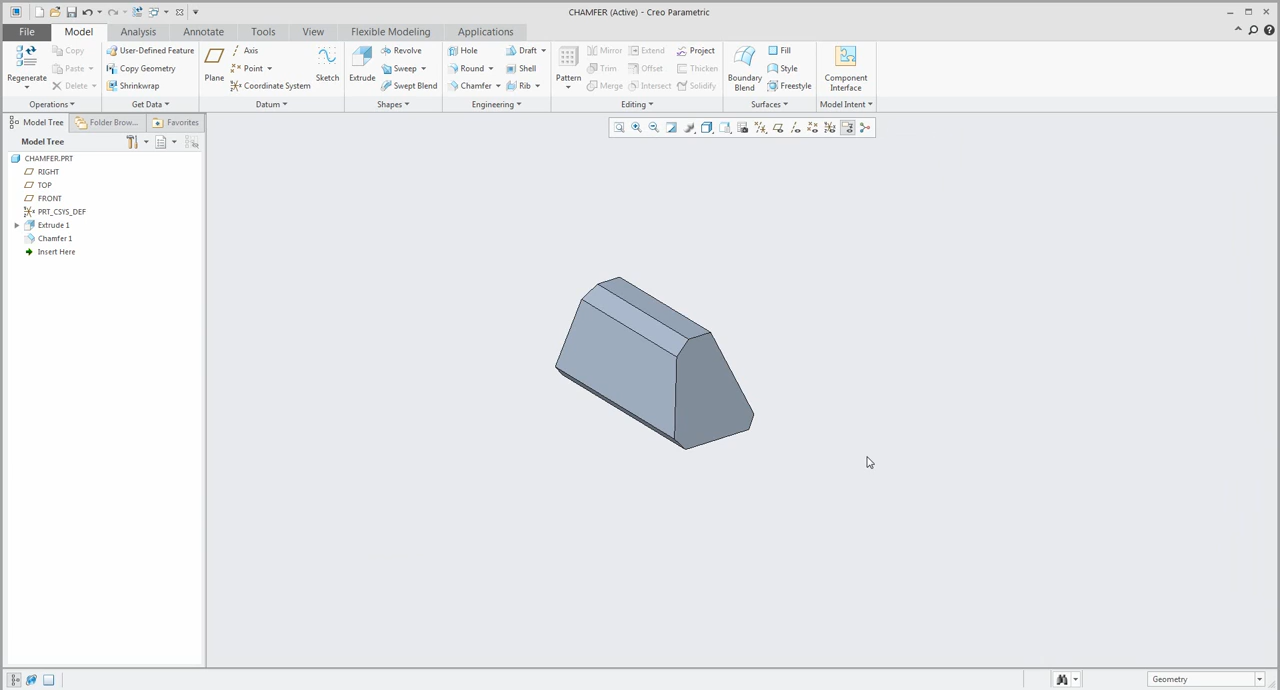 CHAMFER (Active) - Creo Parametric
File Model Analysis Annotate Tools View Flexible Modeling Applications
Regenerate
Copy
Paste
Delete
Operations
User-Defined Feature
Copy Geometry
Shrinkwrap
Get Data
Plane
Axis
Point
Coordinate System
Sketch
Datum
Extrude
Revolve
Sweep
Swept Blend
Shapes
Hole
Round
Chamfer
Draft
Shell
Rib
Engineering
Pattern
Mirror
Trim
Merge
Extend
Offset
Intersect
Project
Thicken
Solidify
Editing
Boundary
Blend
Fill
Style
Freestyle
Surfaces
Component
Interface
Model Intent
Model Tree Folder Brow... Favorites
Model Tree
CHAMFER.PRT
RIGHT
TOP
FRONT
PRT_CSYS_DEF
Extrude 1
Chamfer 1
Insert Here
Geometry